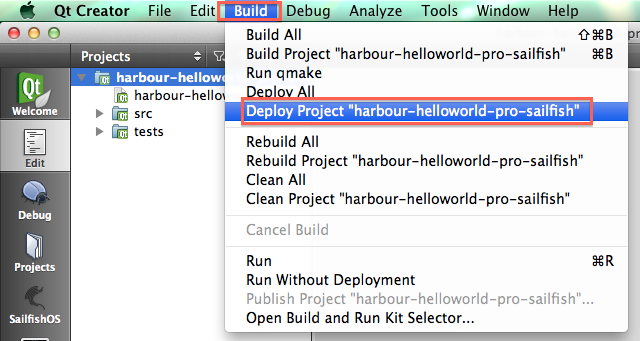 Qt Creator File Edit Build Debug Analyze Tools Window Help
Projects
harbour-hellowo
harbour-hellow
src
tests
Welcome
Edit
Debug
Projects
SailfishOS
Build All ⇧⌘B
Build Project "harbour-helloworld-pro-sailfish" ⌘B
Run qmake
Deploy All
Deploy Project "harbour-helloworld-pro-sailfish"
Rebuild All
Rebuild Project "harbour-helloworld-pro-sailfish"
Clean All
Clean Project "harbour-helloworld-pro-sailfish"
Cancel Build
Run ⌘R
Run Without Deployment
Publish Project "harbour-helloworld-pro-sailfish"...
Open Build and Run Kit Selector...